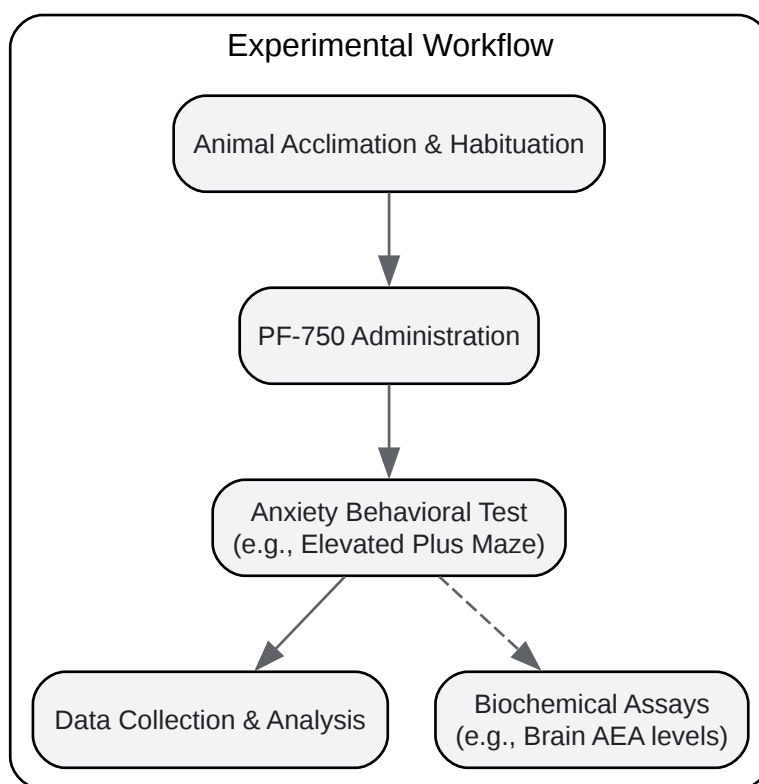 Experimental Workflow
Animal Acclimation & Habituation
PF-750 Administration
Anxiety Behavioral Test
(e.g., Elevated Plus Maze)
Data Collection & Analysis
Biochemical Assays
(e.g., Brain AEA levels)